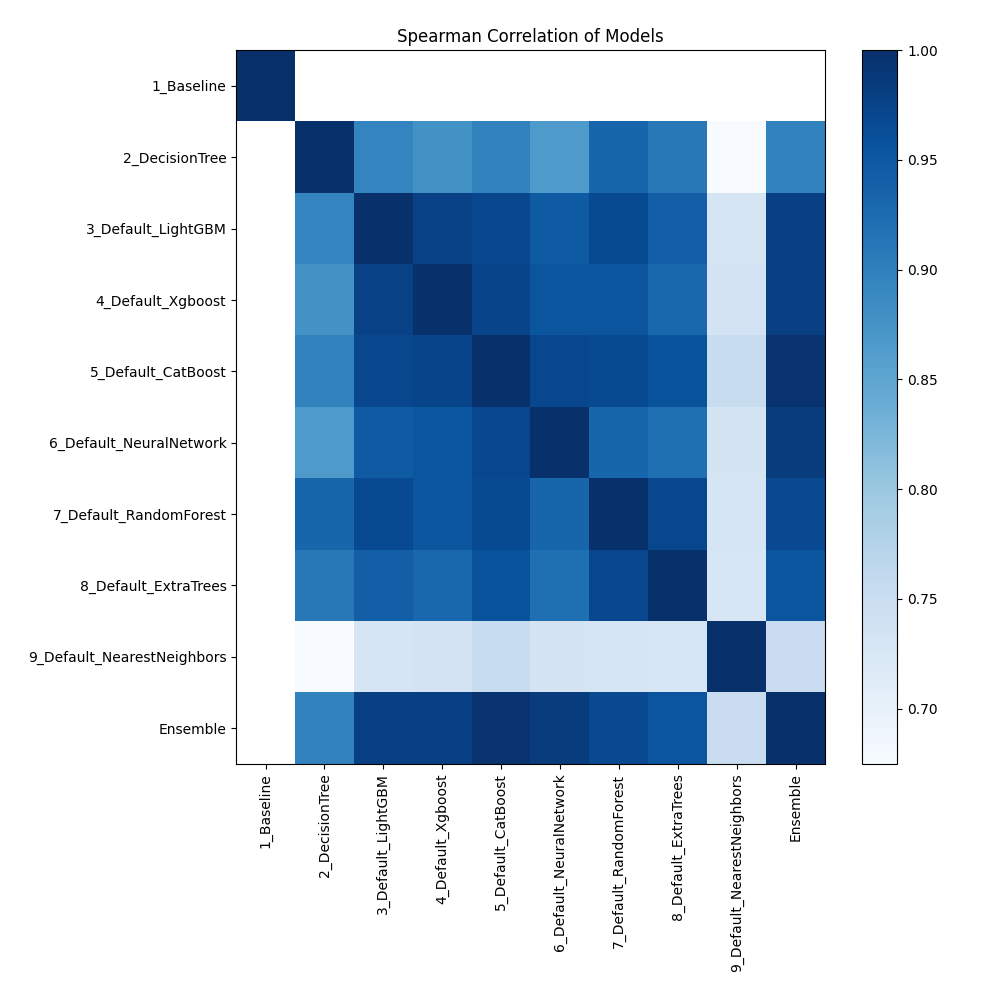 Spearman Correlation of Models
1_Baseline
2_DecisionTree
3_Default_LightGBM
4_Default_Xgboost
5_Default_CatBoost
6_Default_NeuralNetwork
7_Default_RandomForest
8_Default_ExtraTrees
9_Default_NearestNeighbors
Ensemble
1_Baseline
2_DecisionTree
3_Default_LightGBM
4_Default_Xgboost
5_Default_CatBoost
6_Default_NeuralNetwork
7_Default_RandomForest
8_Default_ExtraTrees
9_Default_NearestNeighbors
Ensemble
1.00
0.95
0.90
0.85
0.80
0.75
0.70